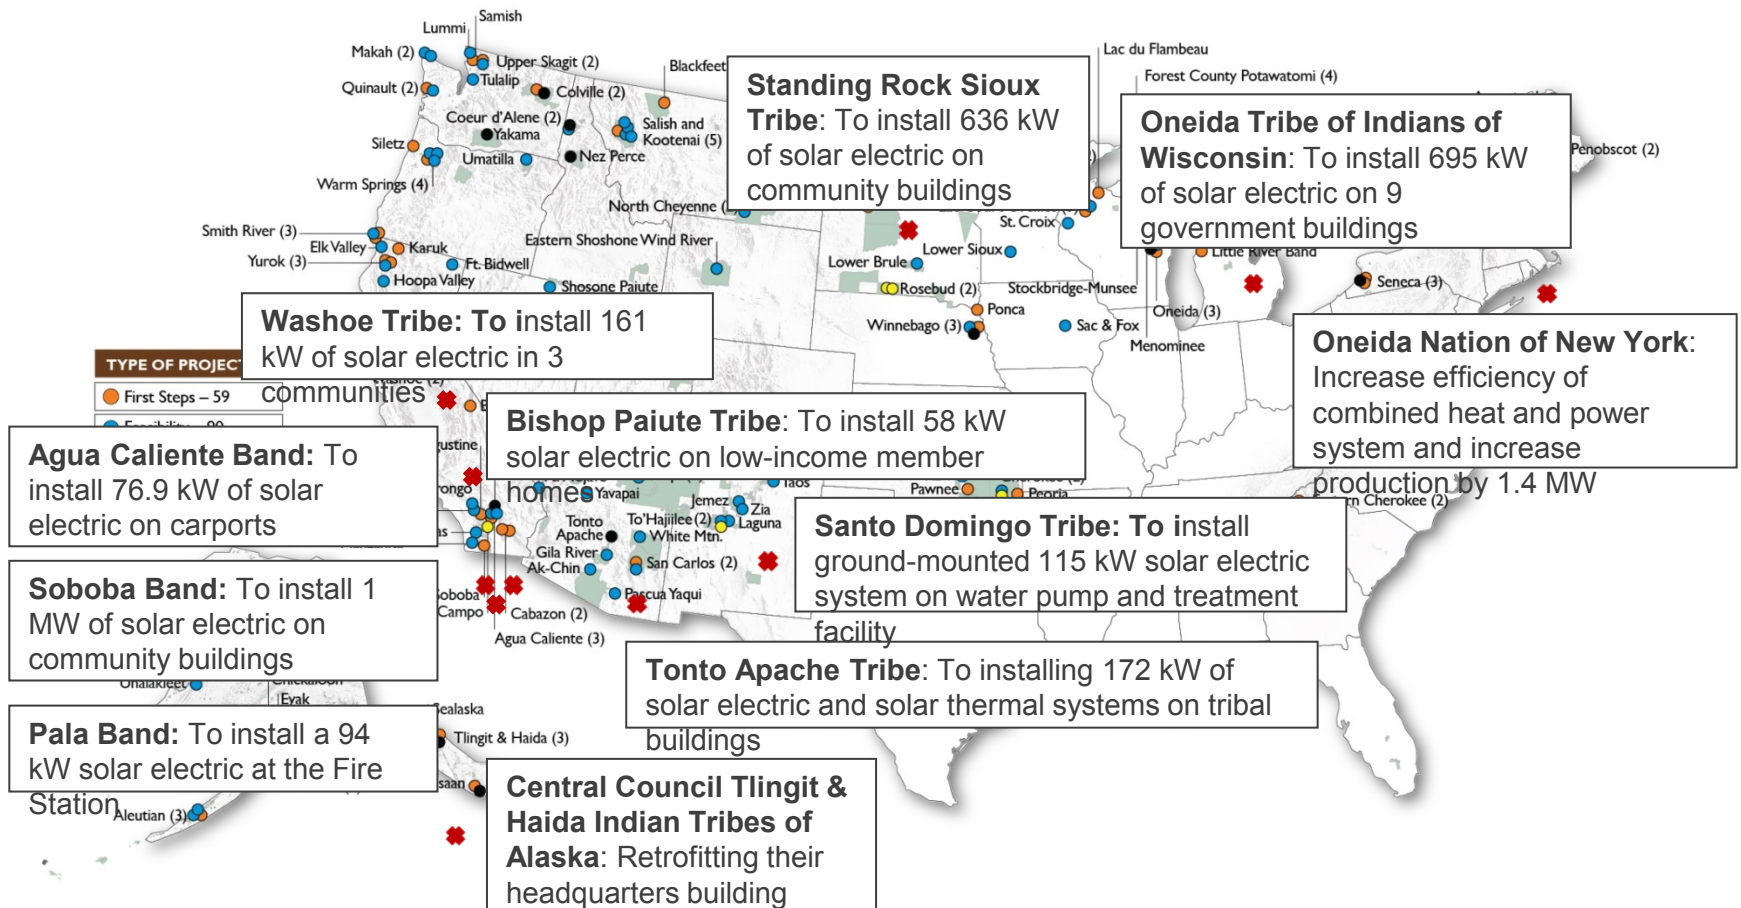 Samish
Lummi
Makah (2)
Upper Skagit (2)
Tulalip
Quinault (2)
Colville (2)
Blackfeet
Coeur d'Alene (2)
Yakama
Salish and
Kootenai (5)
Siletz
Umatilla
Nez Perce
Warm Springs (4)
North Cheyenne
Smith River (3)
Elk Valley
Karuk
Yurok (3)
Ft. Bidwell
Hoopa Valley
Eastern Shoshone Wind River
Shosone Paiute
Standing Rock Sioux
Tribe: To install 636 kW
of solar electric on
community buildings
Lac du Flambeau
Forest County Potawatomi (4)
Oneida Tribe of Indians of
Wisconsin: To install 695 kW
of solar electric on 9
government buildings
Penobscot (2)
St. Croix
Lower Sioux
Lower Brule
Rosebud (2)
Stockbridge-Munsee
Little River Band
Seneca (3)
Ponca
Winnebago (3)
Sac & Fox
Oneida (3)
Menominee
Washoe Tribe: To install 161
kW of solar electric in 3
communities
TYPE OF PROJEC
First Steps – 59
Oneida Nation of New York:
Increase efficiency of
combined heat and power
system and increase
production by 1.4 MW
Bishop Paiute Tribe: To install 58 kW
solar electric on low-income member
homes
Agua Caliente Band: To
install 76.9 kW of solar
electric on carports
Yavapai
Jemez
Taos
Zia
Laguna
To'Hajiilee (2)
Tonto
Apache
White Mtn.
Gila River
Ak-Chin
San Carlos (2)
Pascua Yaqui
Pawnee
Peoria
Cherokee (2)
Santo Domingo Tribe: To install
ground-mounted 115 kW solar electric
system on water pump and treatment
facility
Soboba Band: To install 1
MW of solar electric on
community buildings
Soboba
Campo
Cabazon (2)
Agua Caliente (3)
Tonto Apache Tribe: To installing 172 kW of
solar electric and solar thermal systems on tribal
buildings
Unalakleet
Eyak
Sealaska
Tlingit & Haida (3)
Pala Band: To install a 94
kW solar electric at the Fire
Station
Aleutian (3)
Central Council Tlingit &
Haida Indian Tribes of
Alaska: Retrofitting their
headquarters building